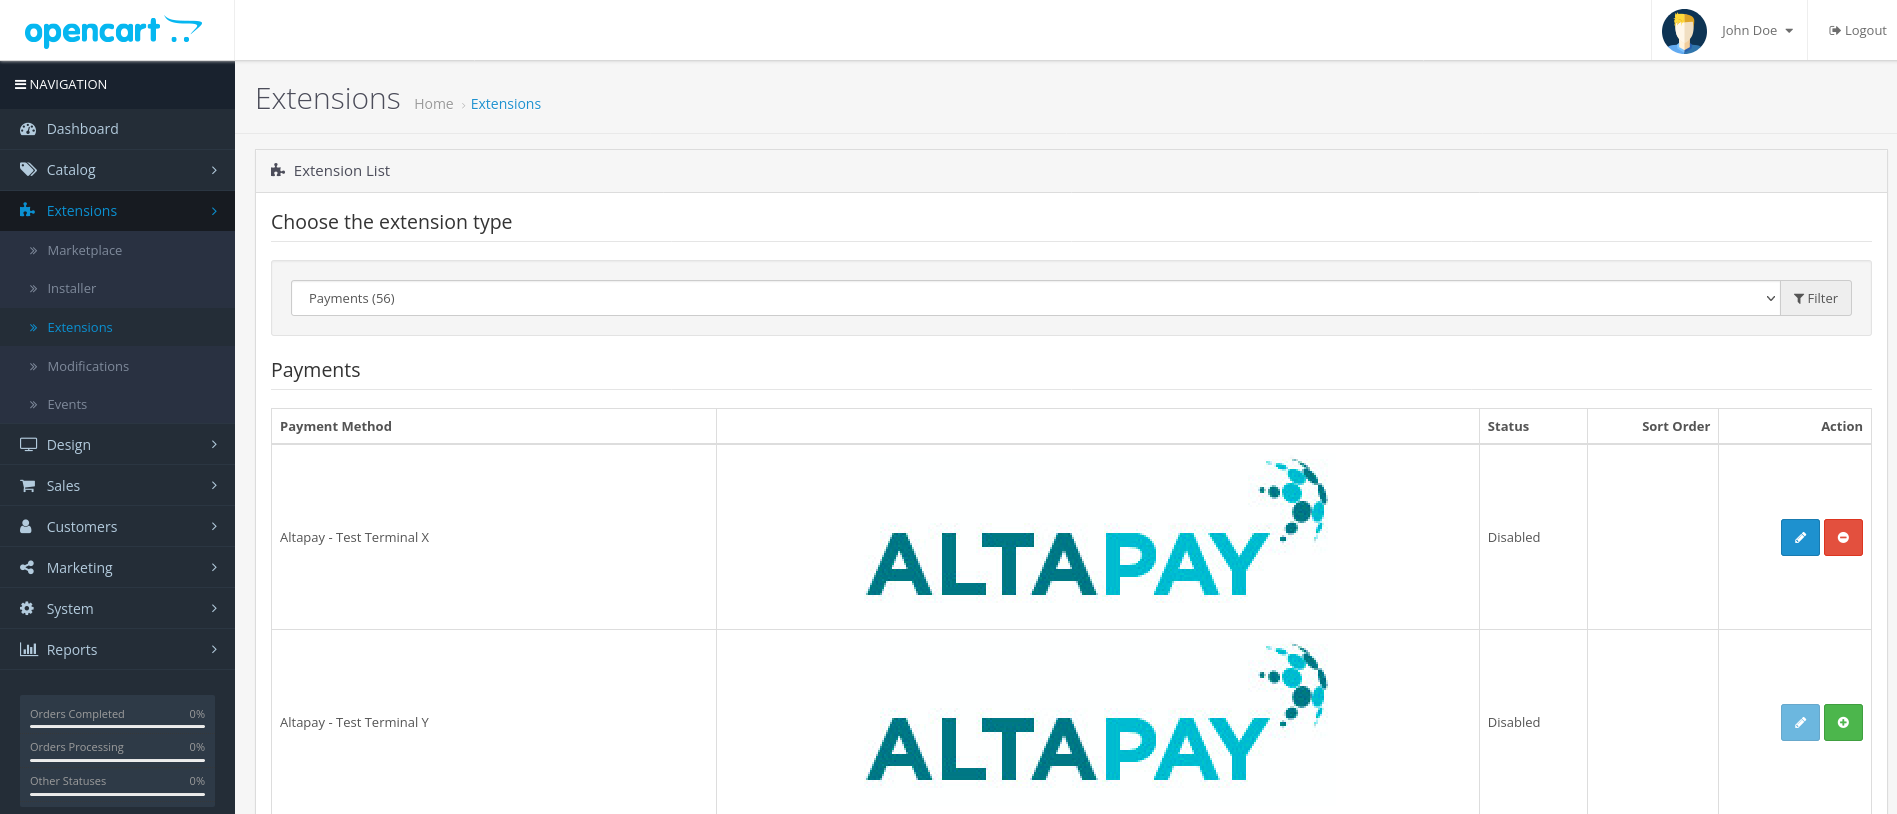 opencart
John Doe
Logout
NAVIGATION
Dashboard
Catalog
Extensions
Marketplace
Installer
Extensions
Modifications
Events
Design
Sales
Customers
Marketing
System
Reports
Orders Completed 0%
Orders Processing 0%
Other Statuses 0%
Extensions Home › Extensions
Extension List
Choose the extension type
Payments (56) Filter
Payments
Payment Method Status Sort Order Action
Altapay - Test Terminal X ALTAPAY Disabled
Altapay - Test Terminal Y ALTAPAY Disabled